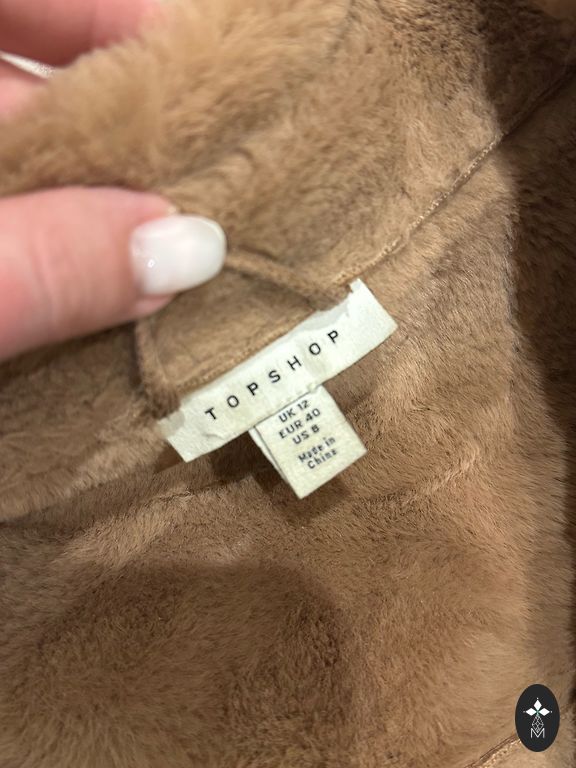 TOPSHOP
UK 12
EUR 40
US 8
Made in
China